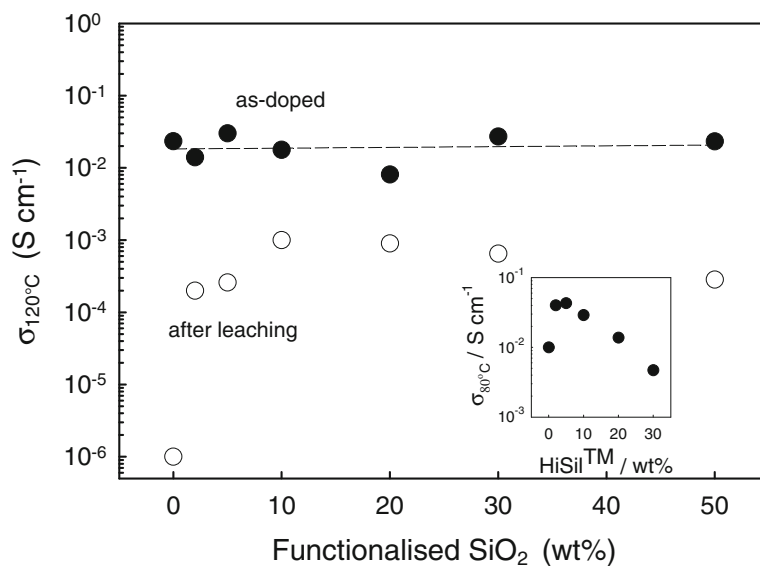 10⁰
10⁻¹
10⁻²
10⁻³
10⁻⁴
10⁻⁵
10⁻⁶
σ120°C (S cm⁻¹)
as-doped
after leaching
10⁻¹
10⁻²
10⁻³
σ80°C / S cm⁻¹
0 10 20 30
HiSil™ / wt%
0 10 20 30 40 50
Functionalised SiO₂ (wt%)